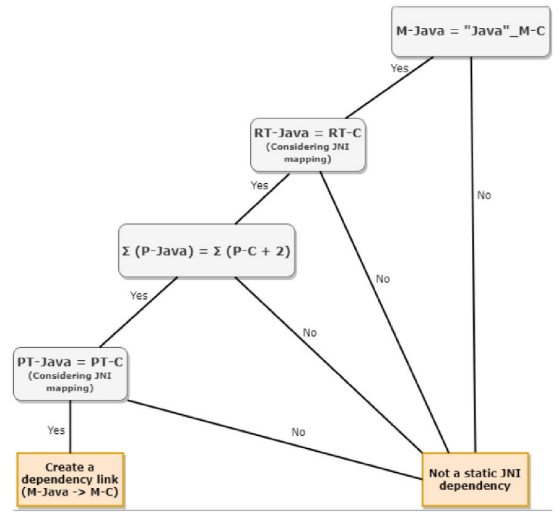 M-Java = "Java"_M-C
Yes
RT-Java = RT-C
(Considering JNI
mapping)
Yes
No
Σ (P-Java) = Σ (P-C + 2)
No
Yes
No
PT-Java = PT-C
(Considering JNI
mapping)
Yes
No
Create a
dependency link
(M-Java -> M-C)
Not a static JNI
dependency